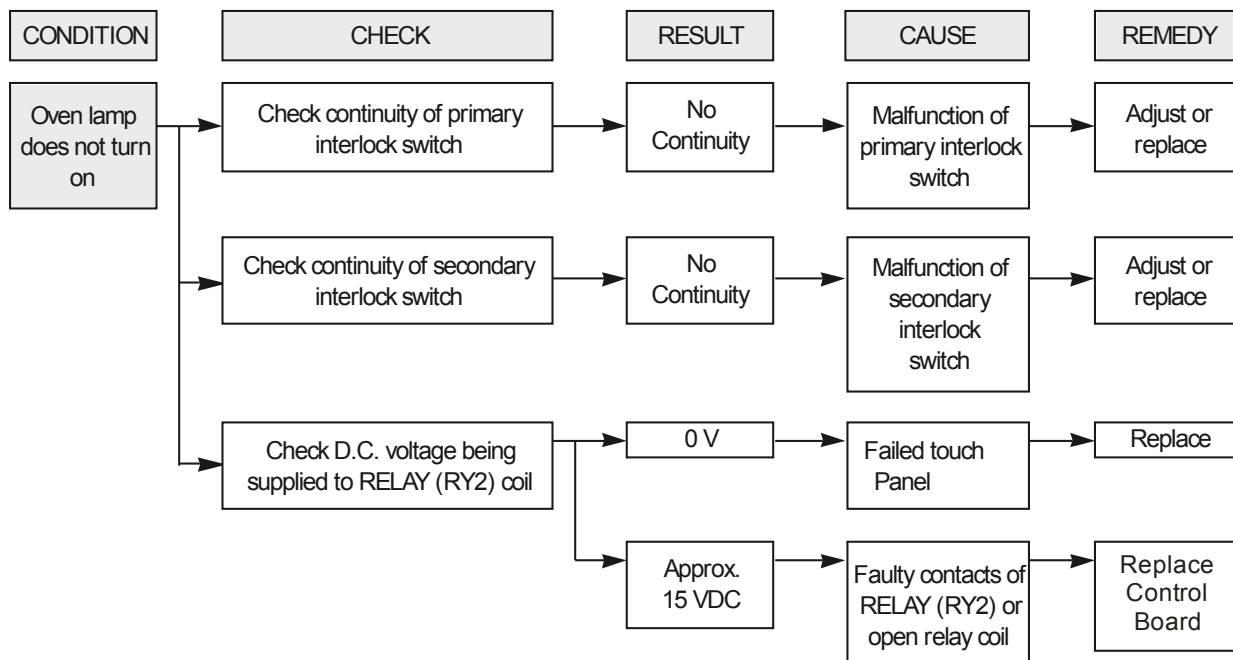 CONDITION
CHECK
RESULT
CAUSE
REMEDY
Oven lamp
does not turn
on
Check continuity of primary
interlock switch
No
Continuity
Malfunction of
primary interlock
switch
Adjust or
replace
Check continuity of secondary
interlock switch
No
Continuity
Malfunction of
secondary
interlock
switch
Adjust or
replace
Check D.C. voltage being
supplied to RELAY (RY2) coil
0 V
Failed touch
Panel
Replace
Approx.
15 VDC
Faulty contacts of
RELAY (RY2) or
open relay coil
Replace
Control
Board